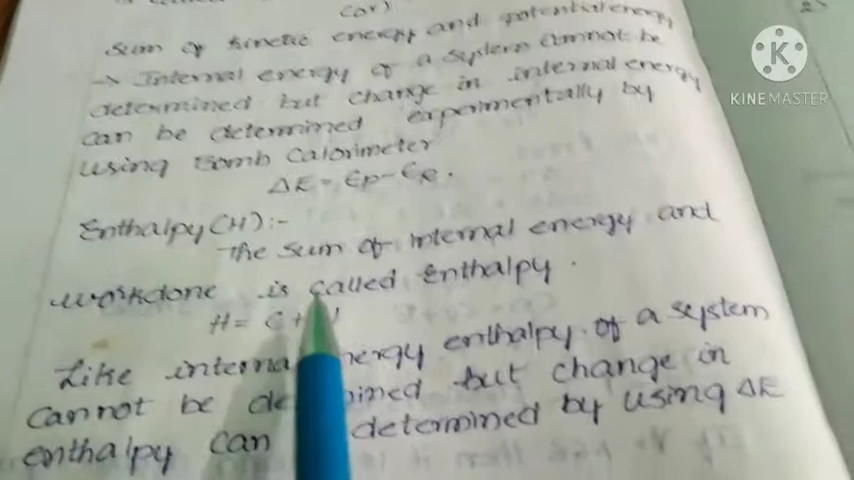 (or)
Sum of kinetic energy and potential energy
→ Internal energy of a system cannot be
determined but change in internal energy
can be determined experimentally by
using Bomb Calorimeter
ΔE = EP - ER.
Enthalpy (H):-
The sum of internal energy and
workdone is called Enthalpy.
H = E +
Like internal energy enthalpy of a system
cannot be but change in
enthalpy can determined by using ΔE
KINEMASTER